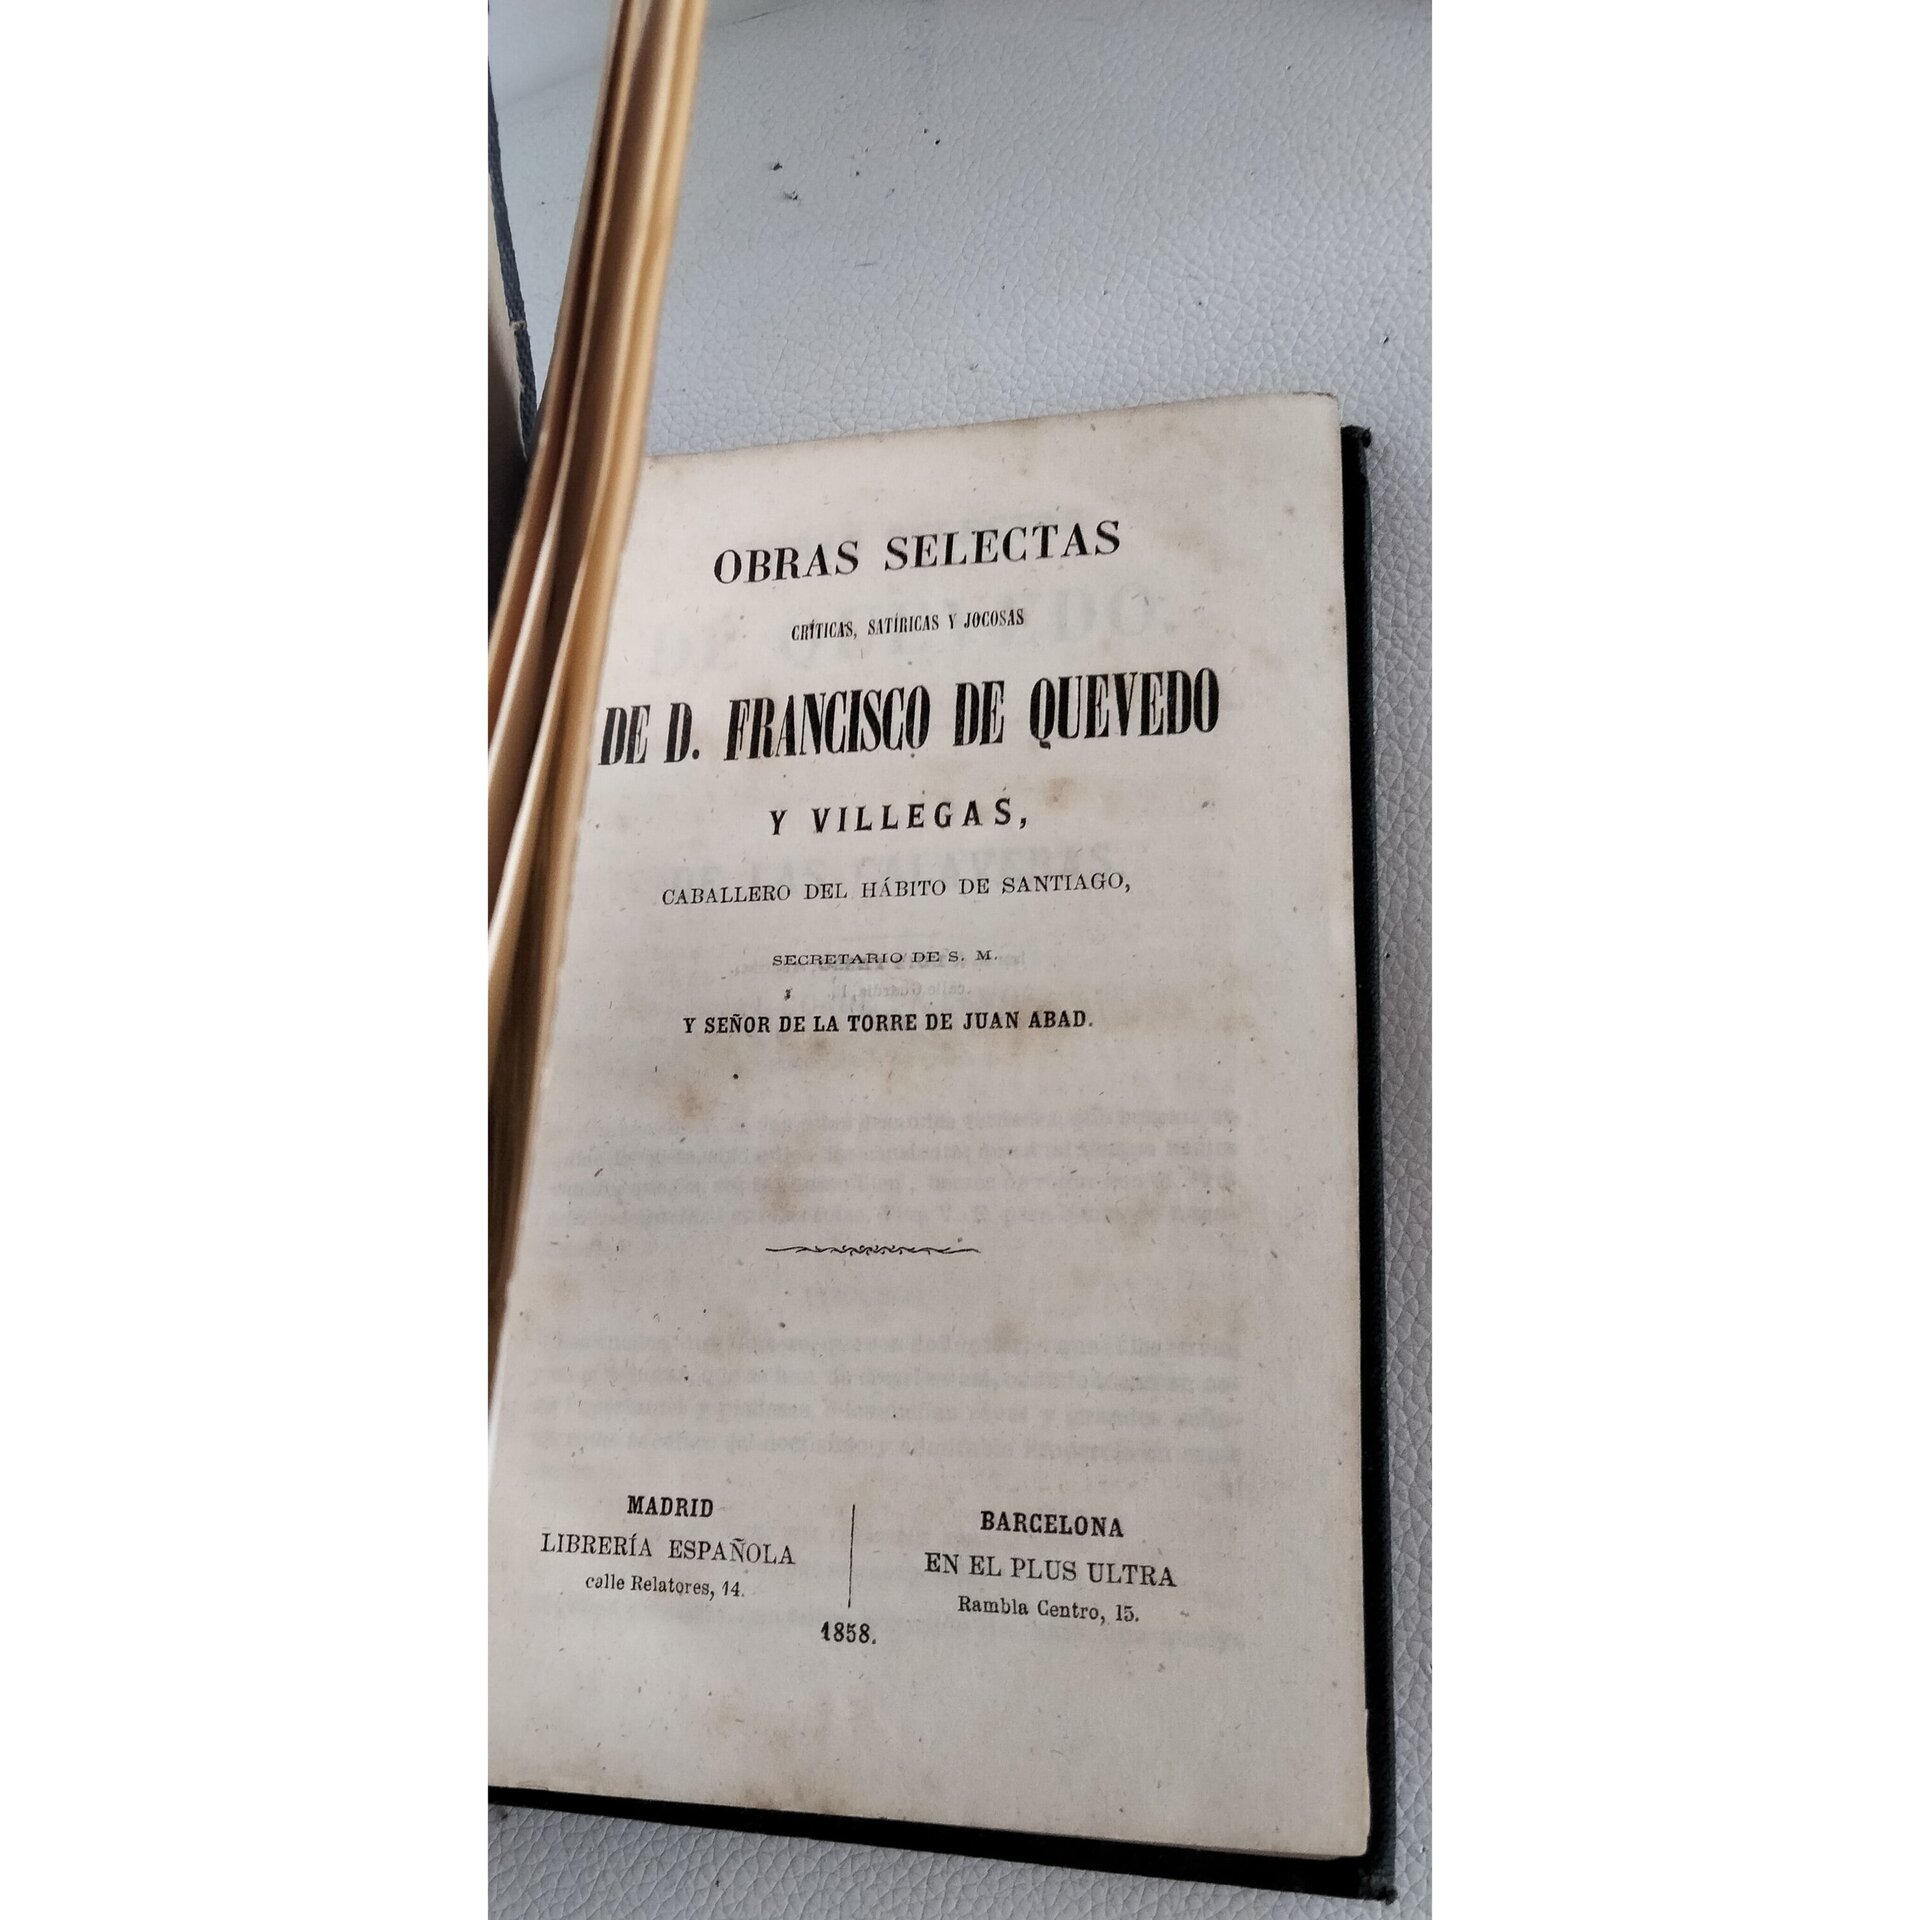 OBRAS SELECTAS
CRÍTICAS, SATÍRICAS Y JOCOSAS
DE D. FRANCISCO DE QUEVEDO
Y VILLEGAS,
CABALLERO DEL HÁBITO DE SANTIAGO,
SECRETARIO DE S. M.
Y SEÑOR DE LA TORRE DE JUAN ABAD.
MADRID
LIBRERÍA ESPAÑOLA
calle Relatores, 14.
BARCELONA
EN EL PLUS ULTRA
Rambla Centro, 15.
1858.